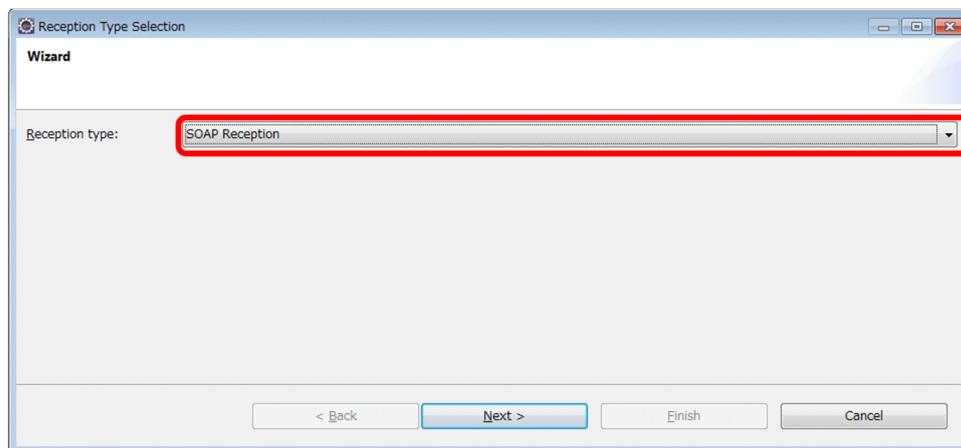 Reception Type Selection
Wizard
Reception type: SOAP Reception
< Back Next > Finish Cancel